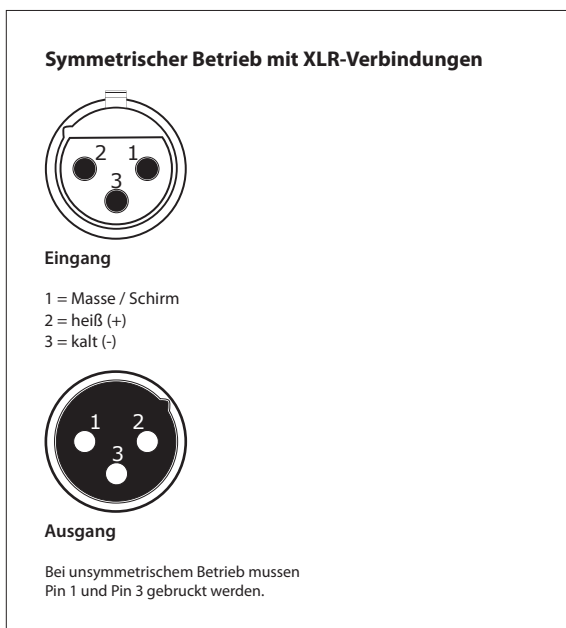 Symmetrischer Betrieb mit XLR-Verbindungen
2 1
3
Eingang
1 = Masse / Schirm
2 = heiß (+)
3 = kalt (-)
1 2
3
Ausgang
Bei unsymmetrischem Betrieb mussen
Pin 1 und Pin 3 gebruckt werden.